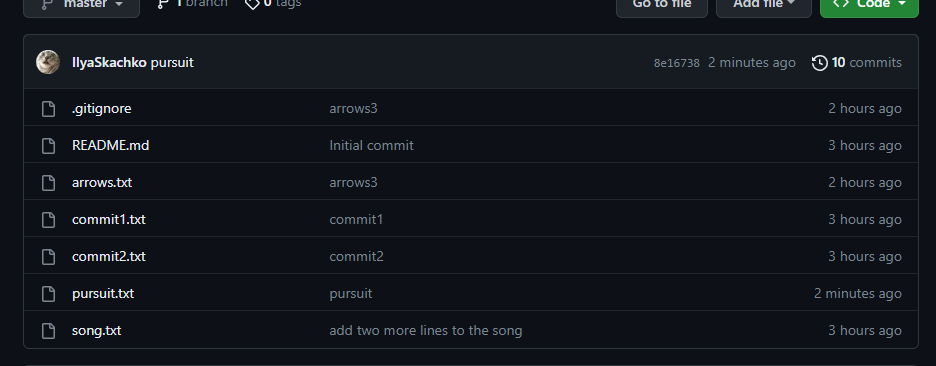 master 1 branch 0 tags Go to file Add file Code
IlyaSkachko pursuit 8e16738 2 minutes ago 10 commits
.gitignore arrows3 2 hours ago
README.md Initial commit 3 hours ago
arrows.txt arrows3 2 hours ago
commit1.txt commit1 3 hours ago
commit2.txt commit2 3 hours ago
pursuit.txt pursuit 2 minutes ago
song.txt add two more lines to the song 3 hours ago